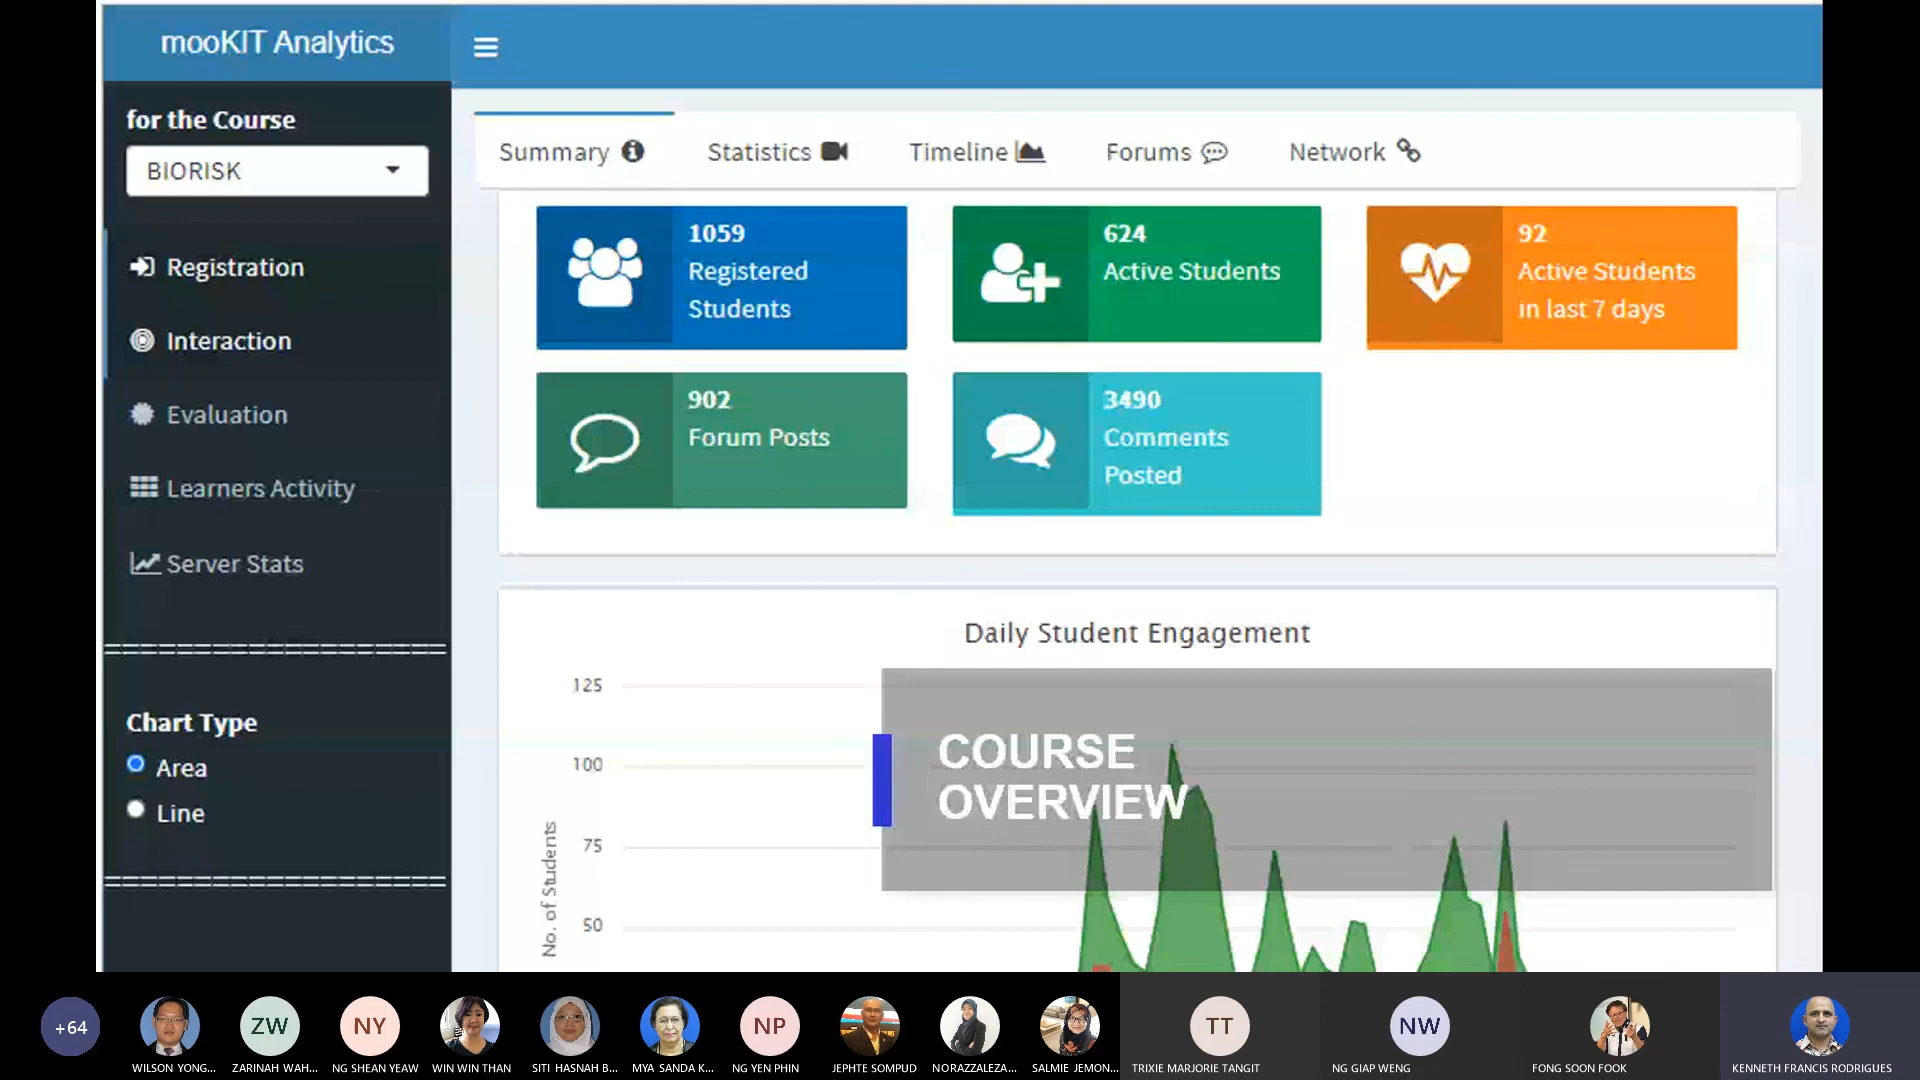 mooKIT Analytics
for the Course
BIORISK
Registration
Interaction
Evaluation
Learners Activity
Server Stats
Chart Type
Area
Line
Summary
Statistics
Timeline
Forums
Network
1059
Registered
Students
624
Active Students
92
Active Students
in last 7 days
902
Forum Posts
3490
Comments
Posted
Daily Student Engagement
125
100
75
50
No. of Students
COURSE
OVERVIEW
+64
ZW
NY
NP
TT
NW
WILSON YONG...
ZARINAH WAH...
NG SHEAN YEAW
WIN WIN THAN
SITI HASNAH B...
MYA SANDA K...
NG YEN PHIN
JEPHTE SOMPUD
NORAZZALEZA...
SALMIE JEMON...
TRIXIE MARJORIE TANGIT
NG GIAP WENG
FONG SOON FOOK
KENNETH FRANCIS RODRIGUES